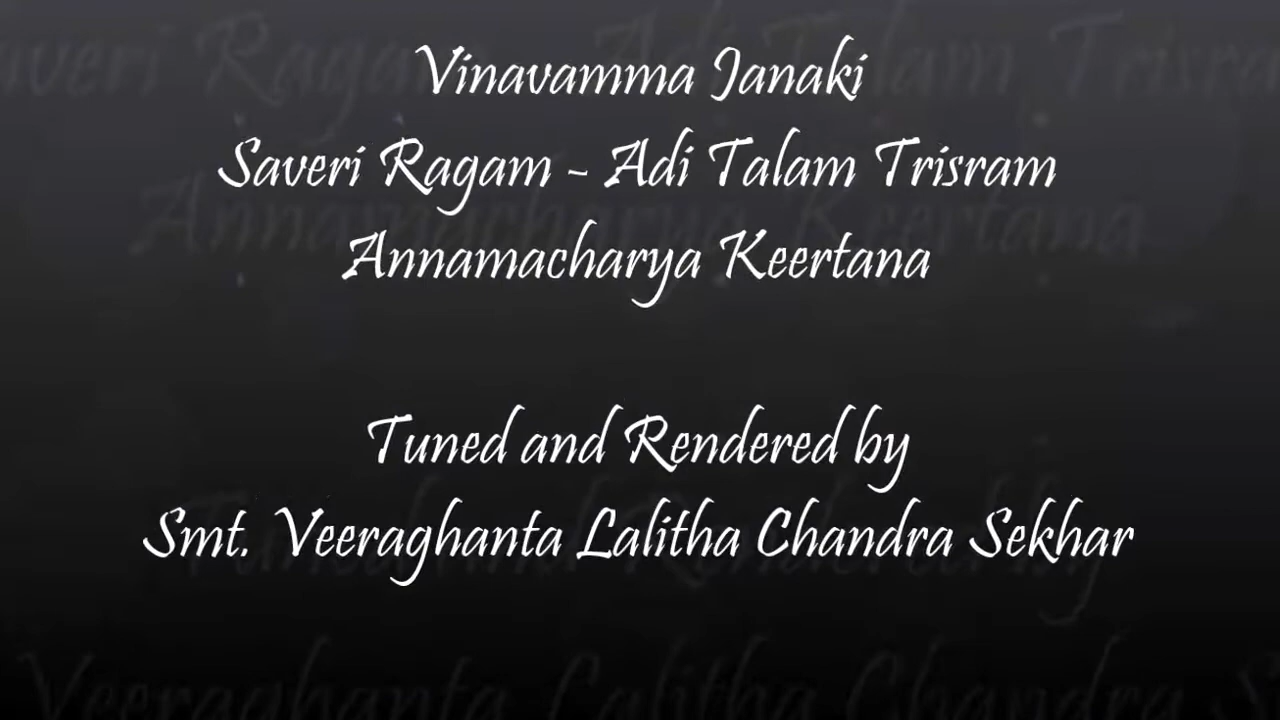 Vinavamma Janaki
Saveri Ragam - Adi Talam Trisram
Annamacharya Keertana
Tuned and Rendered by
Smt. Veeraghanta Lalitha Chandra Sekhar